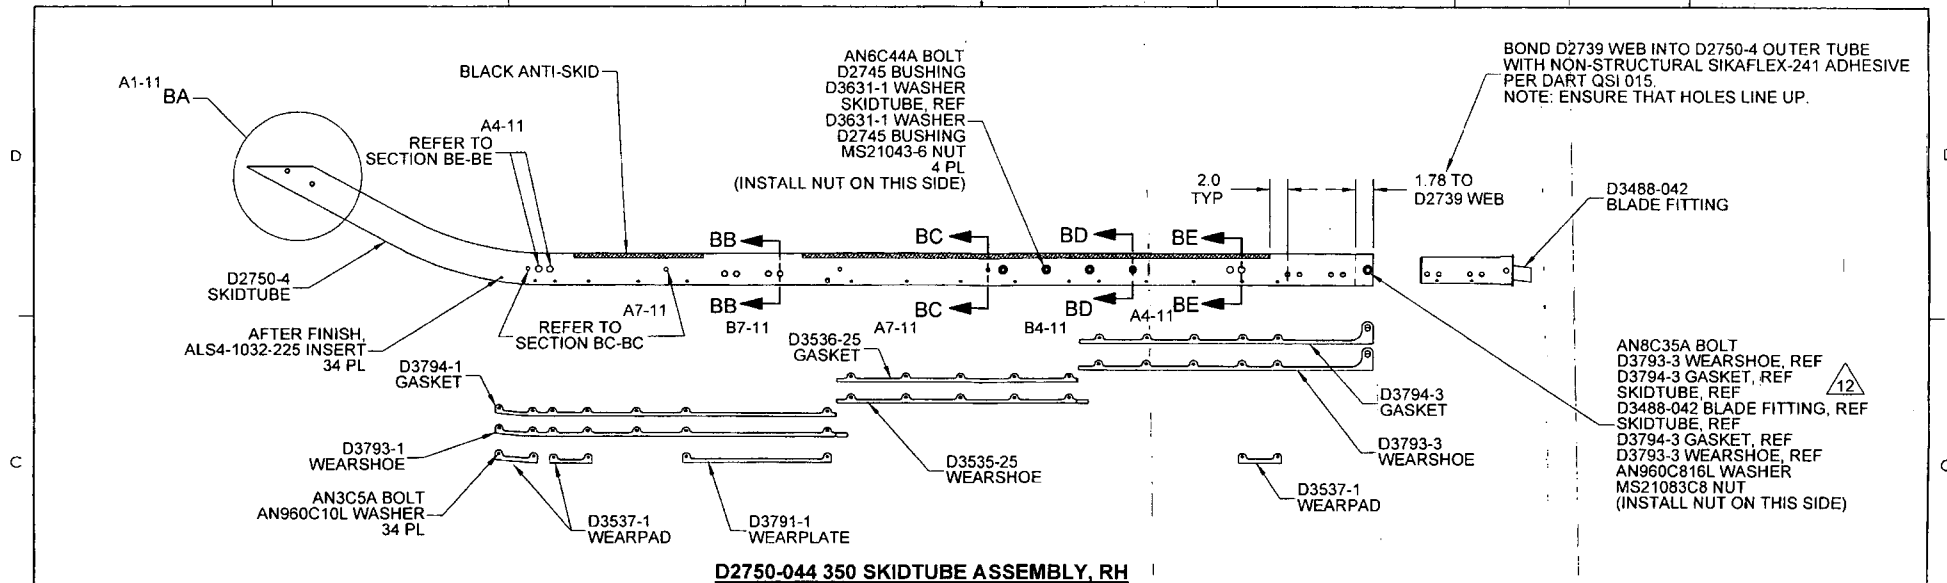 A1-11
BA
BLACK ANTI-SKID
A4-11
REFER TO
SECTION BE-BE
AN6C44A BOLT
D2745 BUSHING
D3631-1 WASHER
SKIDTUBE, REF
D3631-1 WASHER
D2745 BUSHING
MS21043-6 NUT
4 PL
(INSTALL NUT ON THIS SIDE)
BOND D2739 WEB INTO D2750-4 OUTER TUBE
WITH NON-STRUCTURAL SIKAFLEX-241 ADHESIVE
PER DART QSI 015.
NOTE: ENSURE THAT HOLES LINE UP.
D
2.0
TYP
1.78 TO
D2739 WEB
D3488-042
BLADE FITTING
BB
BC
BD
BE
D2750-4
SKIDTUBE
BB
BC
BD
BE
A7-11
B7-11
A7-11
B4-11
A4-11
AFTER FINISH,
ALS4-1032-225 INSERT
34 PL
REFER TO
SECTION BC-BC
D3536-25
GASKET
D3794-1
GASKET
D3794-3
GASKET
AN8C35A BOLT
D3793-3 WEARSHOE, REF
D3794-3 GASKET, REF
SKIDTUBE, REF
D3488-042 BLADE FITTING, REF
SKIDTUBE, REF
D3794-3 GASKET, REF
D3793-3 WEARSHOE, REF
AN960C816L WASHER
MS21083C8 NUT
(INSTALL NUT ON THIS SIDE)
12
C
D3793-1
WEARSHOE
D3535-25
WEARSHOE
D3793-3
WEARSHOE
AN3C5A BOLT
AN960C10L WASHER
34 PL
D3537-1
WEARPAD
D3791-1
WEARPLATE
D3537-1
WEARPAD
D2750-044 350 SKIDTUBE ASSEMBLY, RH